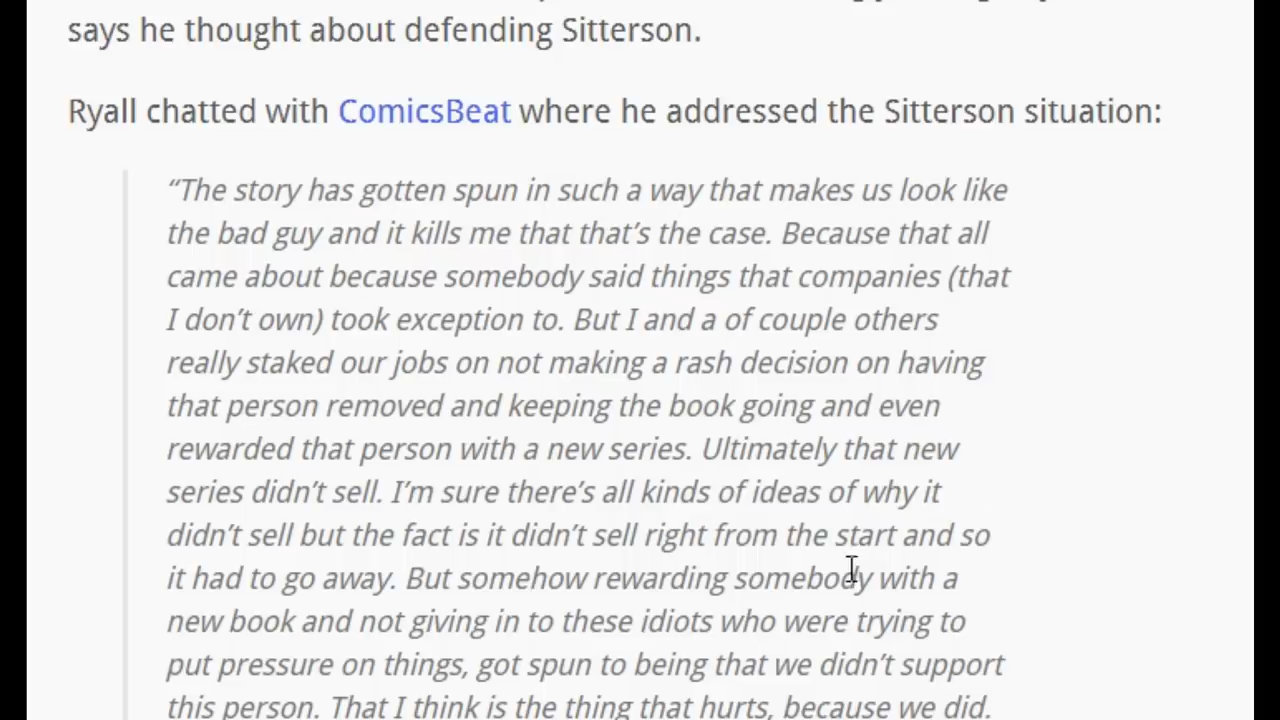 says he thought about defending Sitterson.
Ryall chatted with ComicsBeat where he addressed the Sitterson situation:
“The story has gotten spun in such a way that makes us look like
the bad guy and it kills me that that’s the case. Because that all
came about because somebody said things that companies (that
I don’t own) took exception to. But I and a of couple others
really staked our jobs on not making a rash decision on having
that person removed and keeping the book going and even
rewarded that person with a new series. Ultimately that new
series didn’t sell. I’m sure there’s all kinds of ideas of why it
didn’t sell but the fact is it didn’t sell right from the start and so
it had to go away. But somehow rewarding somebody with a
new book and not giving in to these idiots who were trying to
put pressure on things, got spun to being that we didn’t support
this person. That I think is the thing that hurts, because we did.